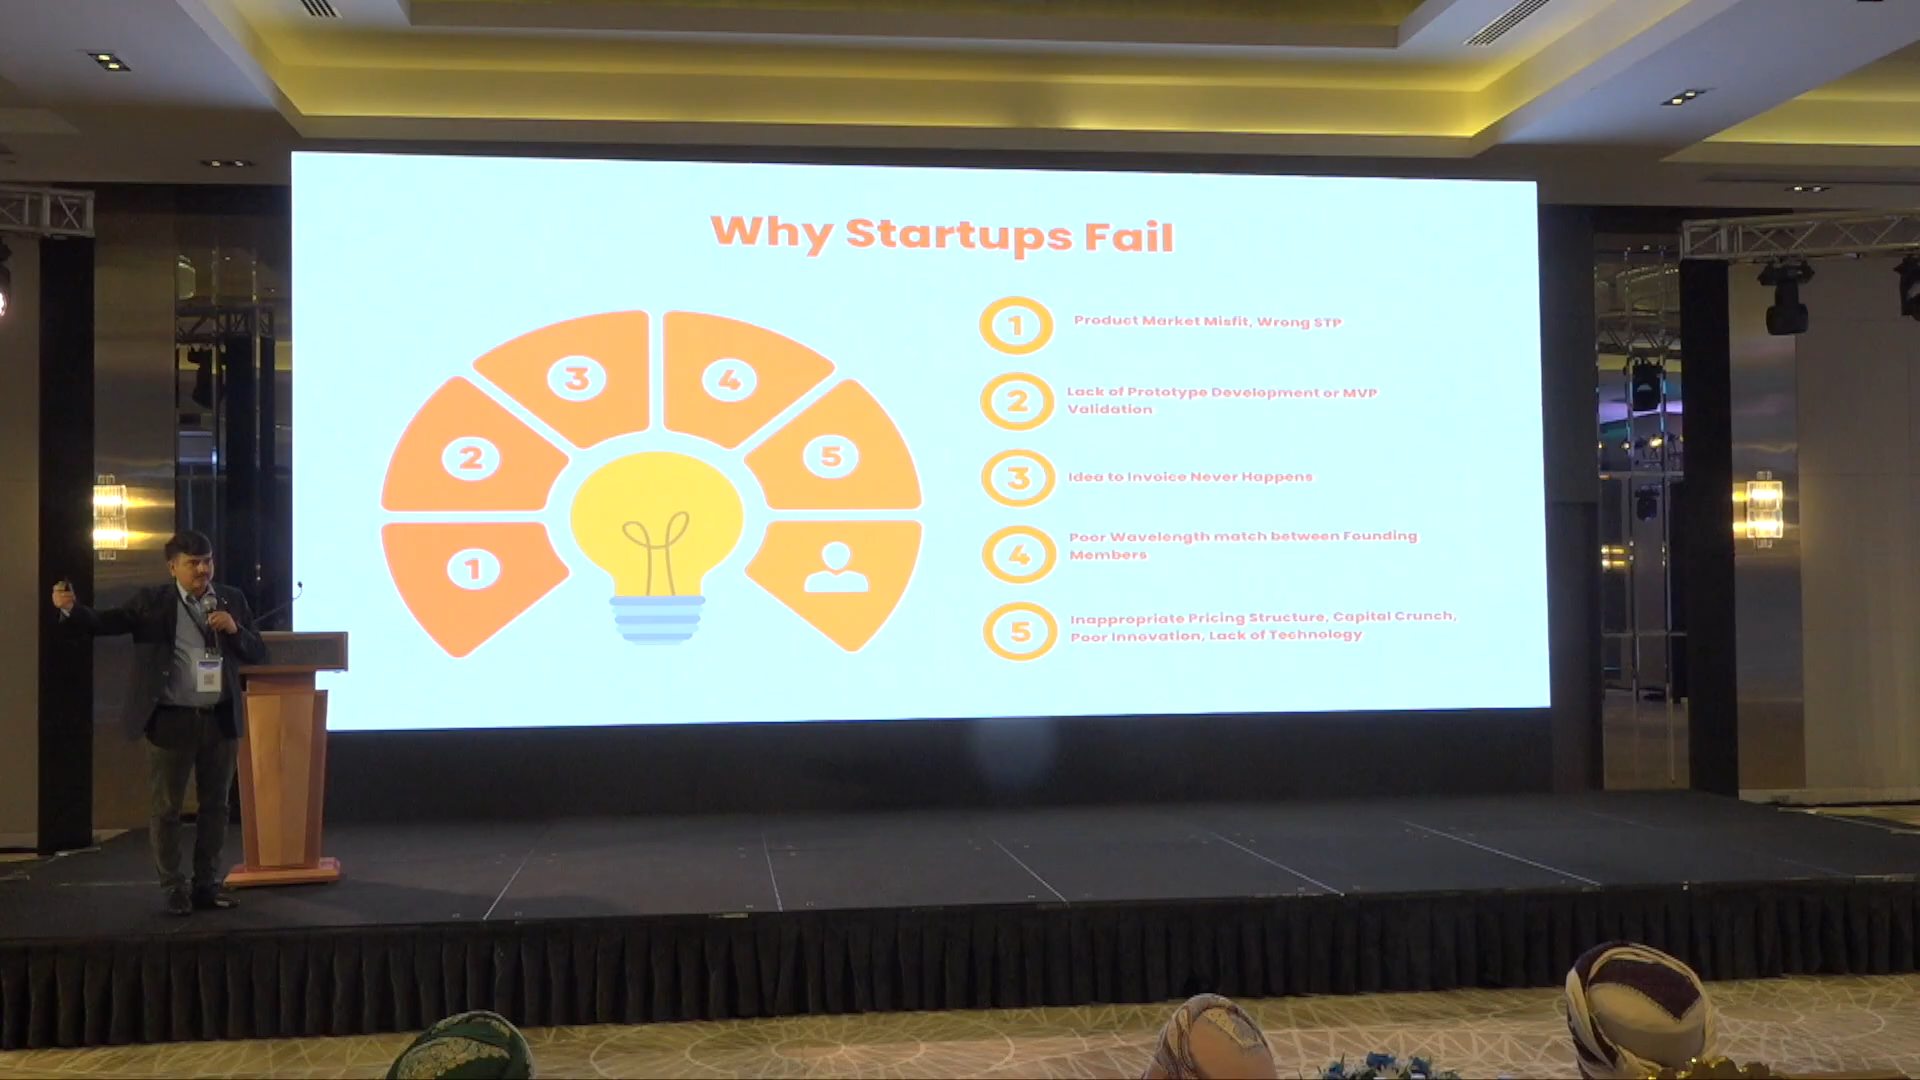 Why Startups Fail
1
2
3
4
5
1
Product Market Misfit, Wrong STP
2
Lack of Prototype Development or MVP
Validation
3
Idea to Invoice Never Happens
4
Poor Wavelength match between Founding
Members
5
Inappropriate Pricing Structure, Capital Crunch,
Poor Innovation, Lack of Technology